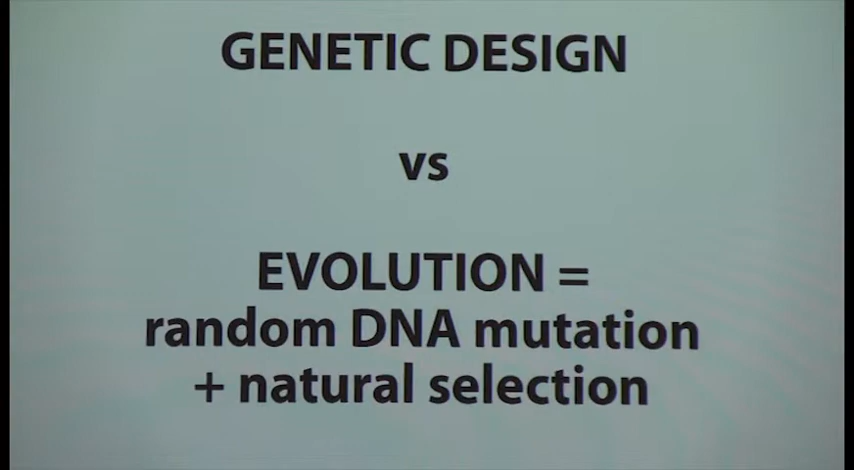 GENETIC DESIGN
vs
EVOLUTION =
random DNA mutation
+ natural selection